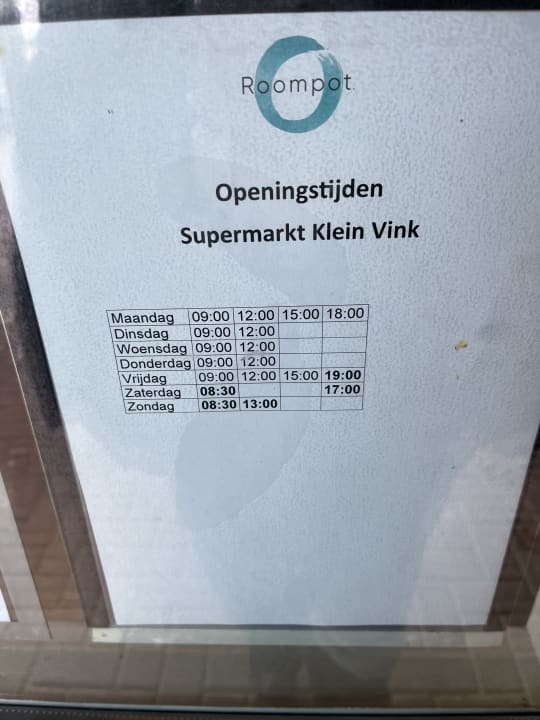 Roompot
Openingstijden
Supermarkt Klein Vink
Maandag 09:00 12:00 15:00 18:00
Dinsdag 09:00 12:00
Woensdag 09:00 12:00
Donderdag 09:00 12:00
Vrijdag 09:00 12:00 15:00 19:00
Zaterdag 08:30 17:00
Zondag 08:30 13:00